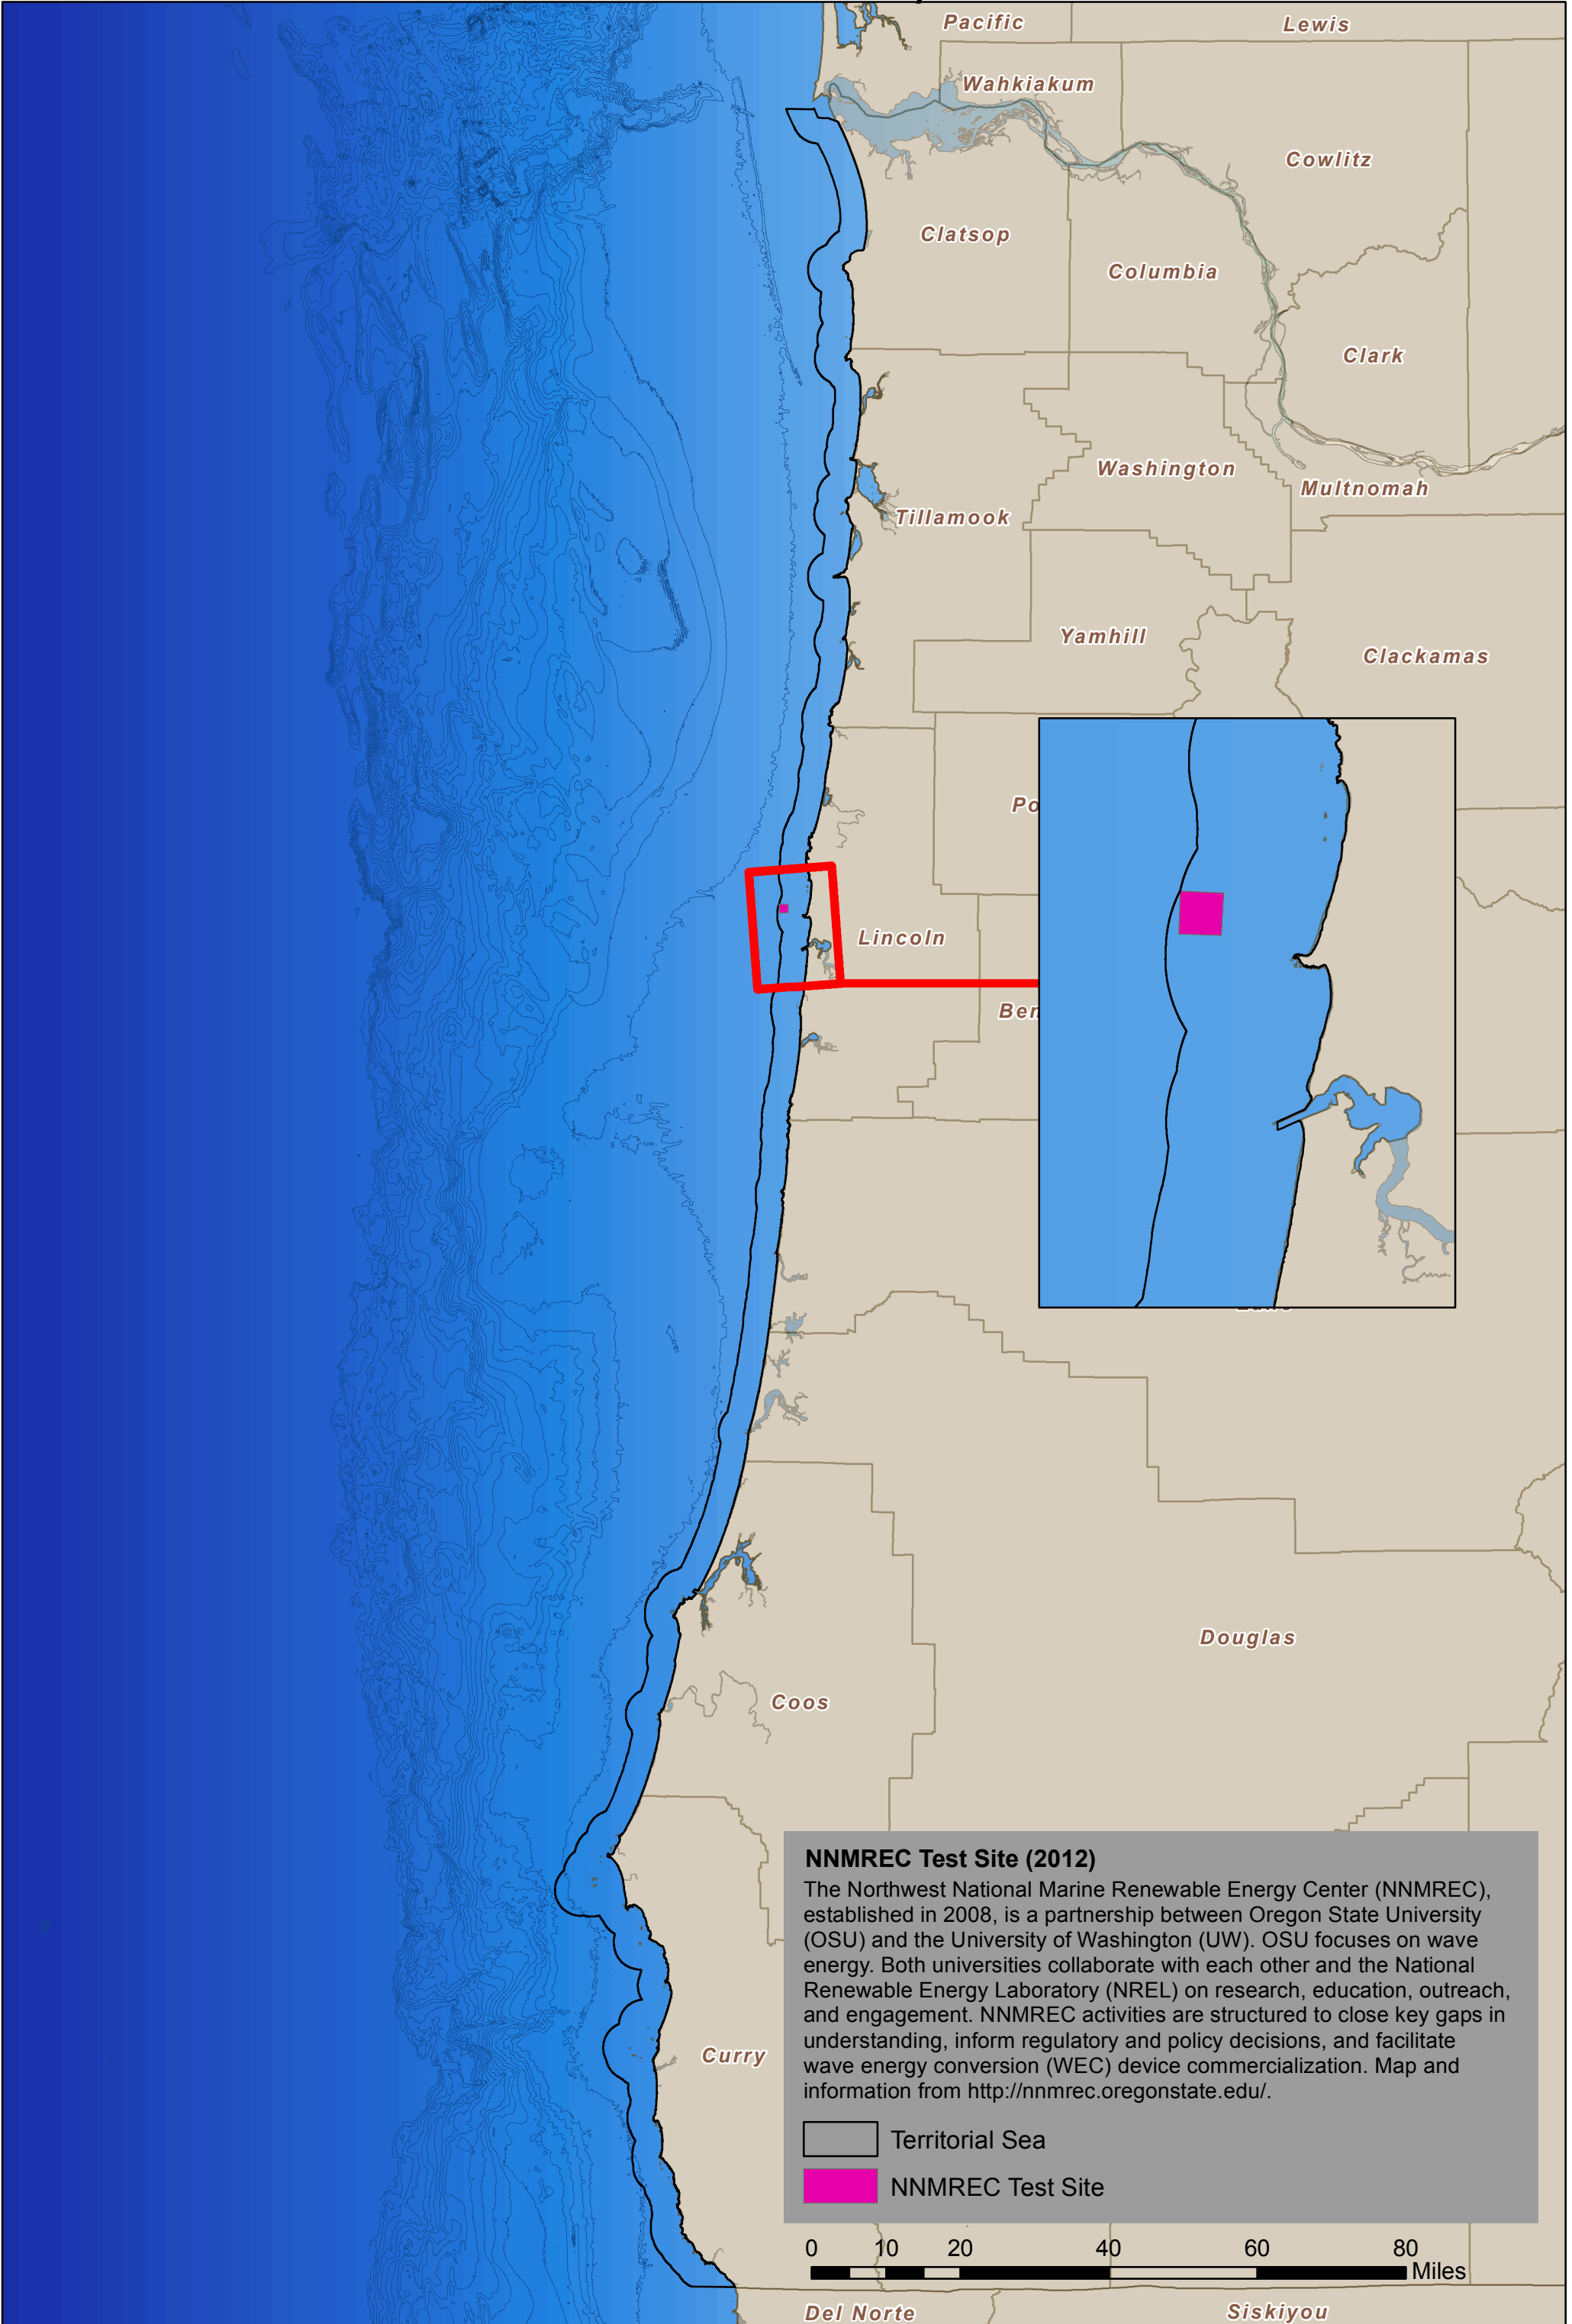 Pacific
Lewis
Wahkiakum
Cowlitz
Clatsop
Columbia
Clark
Washington
Multnomah
Tillamook
Yamhill
Clackamas
Po
Lincoln
Ben
Douglas
Coos
Curry
NNMREC Test Site (2012)
The Northwest National Marine Renewable Energy Center (NNMREC),
established in 2008, is a partnership between Oregon State University
(OSU) and the University of Washington (UW). OSU focuses on wave
energy. Both universities collaborate with each other and the National
Renewable Energy Laboratory (NREL) on research, education, outreach,
and engagement. NNMREC activities are structured to close key gaps in
understanding, inform regulatory and policy decisions, and facilitate
wave energy conversion (WEC) device commercialization. Map and
information from http://nnmrec.oregonstate.edu/.
Territorial Sea
NNMREC Test Site
0 10 20 40 60 80
Miles
Del Norte
Siskiyou